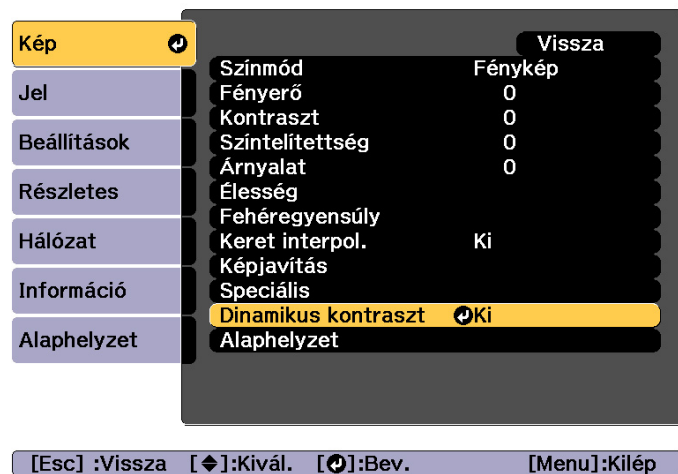 Kép
Jel
Beállítások
Részletes
Hálózat
Információ
Alaphelyzet
Vissza
Színmód Fénykép
Fényerő 0
Kontraszt 0
Színtelítettség 0
Árnyalat 0
Élesség
Fehéregyensúly
Keret interpol. Ki
Képjavítás
Speciális
Dinamikus kontraszt Ki
Alaphelyzet
[Esc] :Vissza [◆]:Kivál. [↵]:Bev. [Menu]:Kilép